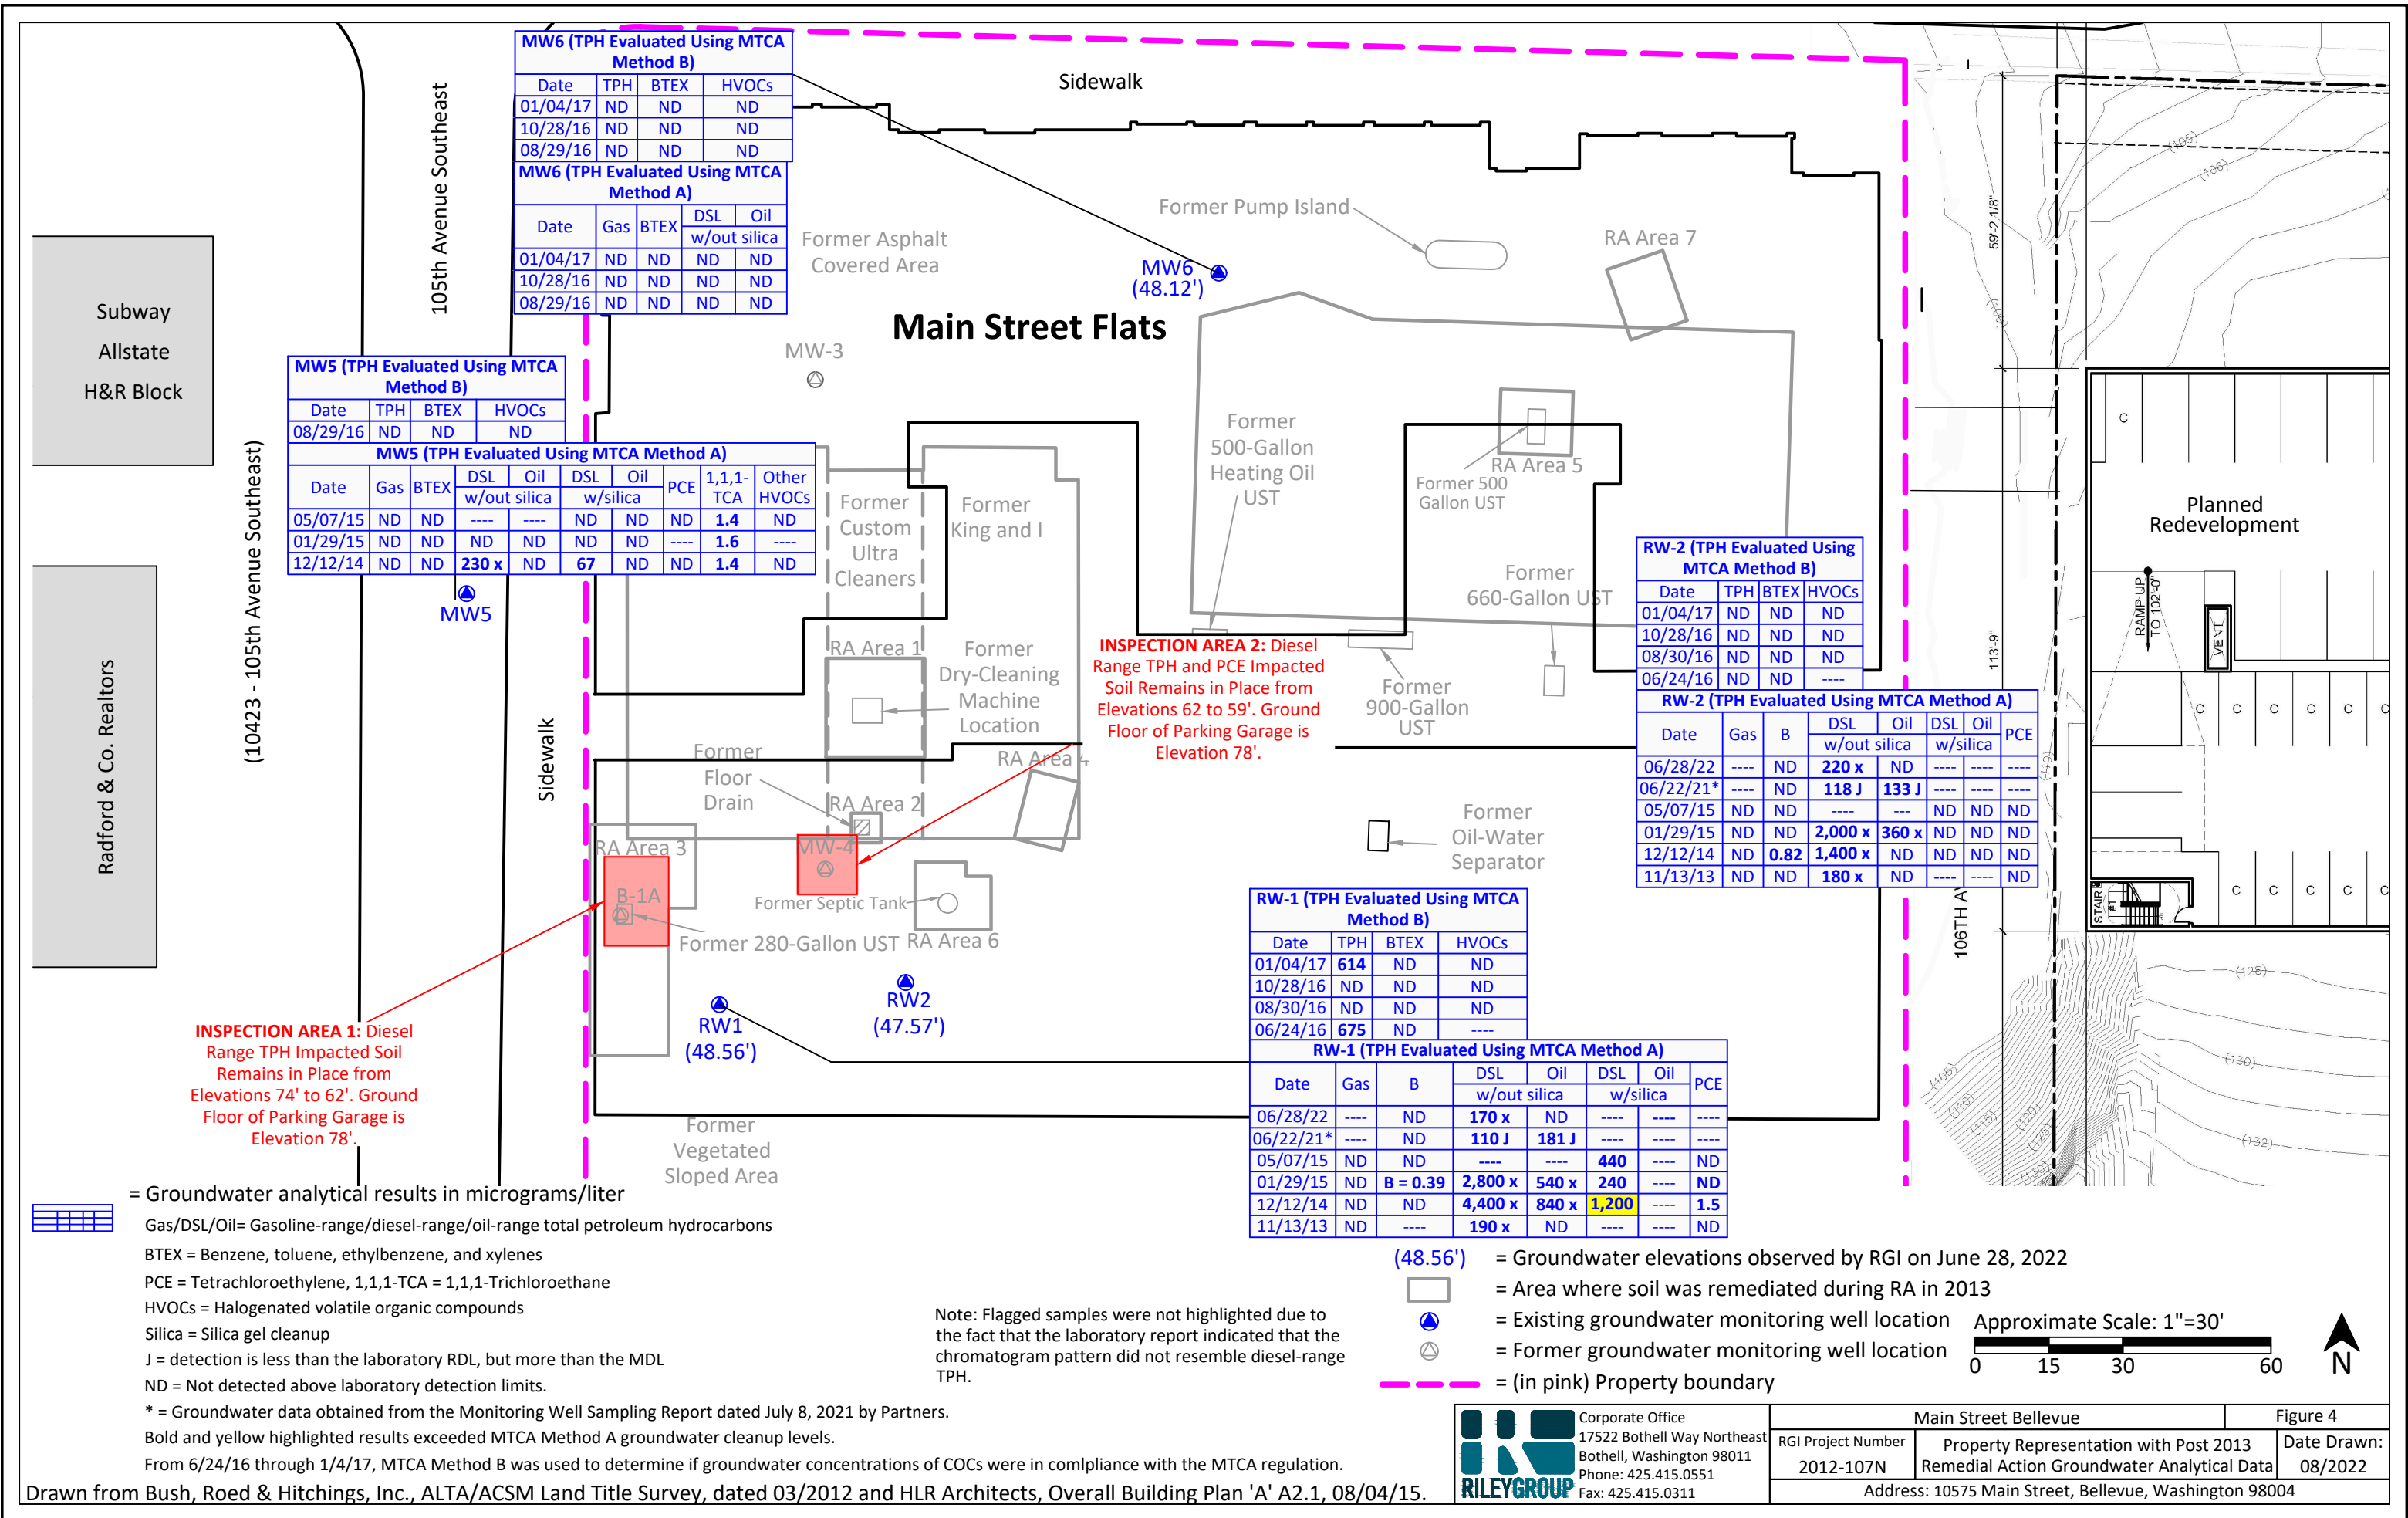 MW6 (TPH Evaluated Using MTCA
Method B)
Date TPH BTEX HVOCs
01/04/17 ND ND ND
10/28/16 ND ND ND
08/29/16 ND ND ND
MW6 (TPH Evaluated Using MTCA
Method A)
Date Gas BTEX DSL Oil
w/out silica
01/04/17 ND ND ND ND
10/28/16 ND ND ND ND
08/29/16 ND ND ND ND
Sidewalk
105th Avenue Southeast
Subway
Allstate
H&R Block
Former Asphalt
Covered Area
Former Pump Island
MW6
(48.12')
RA Area 7
Main Street Flats
MW-3
MW5 (TPH Evaluated Using MTCA
Method B)
Date TPH BTEX HVOCs
08/29/16 ND ND ND
MW5 (TPH Evaluated Using MTCA Method A)
Date Gas BTEX DSL Oil DSL Oil PCE 1,1,1-TCA Other HVOCs
w/out silica w/silica
05/07/15 ND ND ---- ---- ND ND ND 1.4 ND
01/29/15 ND ND ND ND ND ND ---- 1.6 ----
12/12/14 ND ND 230 x ND 67 ND ND 1.4 ND
MW5
(10423 - 105th Avenue Southeast)
Radford & Co. Realtors
Sidewalk
Former
Custom
Ultra
Cleaners
Former
King and I
Former
500-Gallon
Heating Oil
UST
Former 500
Gallon UST
RA Area 5
Former
660-Gallon UST
Former
900-Gallon
UST
RA Area 1
Former
Dry-Cleaning
Machine
Location
Former
Floor
Drain
RA Area 2
RA Area 4
RA Area 3
MW-4
B-1A
Former Septic Tank
Former 280-Gallon UST
RA Area 6
INSPECTION AREA 2: Diesel
Range TPH and PCE Impacted
Soil Remains in Place from
Elevations 62 to 59'. Ground
Floor of Parking Garage is
Elevation 78'.
Former
Oil-Water
Separator
RW-2 (TPH Evaluated Using
MTCA Method B)
Date TPH BTEX HVOCs
01/04/17 ND ND ND
10/28/16 ND ND ND
08/30/16 ND ND ND
06/24/16 ND ND ----
RW-2 (TPH Evaluated Using MTCA Method A)
Date Gas B DSL Oil DSL Oil PCE
w/out silica w/silica
06/28/22 ---- ND 220 x ND ---- ---- ----
06/22/21* ---- ND 118 J 133 J ---- ---- ----
05/07/15 ND ND ---- --- ND ND ND
01/29/15 ND ND 2,000 x 360 x ND ND ND
12/12/14 ND 0.82 1,400 x ND ND ND ND
11/13/13 ND ND 180 x ND ---- ---- ND
RW1
(48.56')
RW2
(47.57')
INSPECTION AREA 1: Diesel
Range TPH Impacted Soil
Remains in Place from
Elevations 74' to 62'. Ground
Floor of Parking Garage is
Elevation 78'.
Former
Vegetated
Sloped Area
RW-1 (TPH Evaluated Using MTCA
Method B)
Date TPH BTEX HVOCs
01/04/17 614 ND ND
10/28/16 ND ND ND
08/30/16 ND ND ND
06/24/16 675 ND ----
RW-1 (TPH Evaluated Using MTCA Method A)
Date Gas B DSL Oil DSL Oil PCE
w/out silica w/silica
06/28/22 ---- ND 170 x ND ---- ---- ----
06/22/21* ---- ND 110 J 181 J ---- ---- ----
05/07/15 ND ND ---- ---- 440 ---- ND
01/29/15 ND B = 0.39 2,800 x 540 x 240 ---- ND
12/12/14 ND ND 4,400 x 840 x 1,200 ---- 1.5
11/13/13 ND ---- 190 x ND ---- ---- ND
59'-2 1/8"
113'-9"
106TH AV
(105)
(106)
(110)
(125)
(130)
(132)
(105)
(110)
(115)
(120)
Planned
Redevelopment
RAMP UP
TO 102'-0"
VENT
STAIR
#1
C
C C C C C C
C C C C C
= Groundwater analytical results in micrograms/liter
Gas/DSL/Oil= Gasoline-range/diesel-range/oil-range total petroleum hydrocarbons
BTEX = Benzene, toluene, ethylbenzene, and xylenes
PCE = Tetrachloroethylene, 1,1,1-TCA = 1,1,1-Trichloroethane
HVOCs = Halogenated volatile organic compounds
Silica = Silica gel cleanup
J = detection is less than the laboratory RDL, but more than the MDL
ND = Not detected above laboratory detection limits.
* = Groundwater data obtained from the Monitoring Well Sampling Report dated July 8, 2021 by Partners.
Bold and yellow highlighted results exceeded MTCA Method A groundwater cleanup levels.
From 6/24/16 through 1/4/17, MTCA Method B was used to determine if groundwater concentrations of COCs were in comlpliance with the MTCA regulation.
Drawn from Bush, Roed & Hitchings, Inc., ALTA/ACSM Land Title Survey, dated 03/2012 and HLR Architects, Overall Building Plan 'A' A2.1, 08/04/15.
Note: Flagged samples were not highlighted due to
the fact that the laboratory report indicated that the
chromatogram pattern did not resemble diesel-range
TPH.
(48.56') = Groundwater elevations observed by RGI on June 28, 2022
= Area where soil was remediated during RA in 2013
= Existing groundwater monitoring well location
= Former groundwater monitoring well location
= (in pink) Property boundary
Approximate Scale: 1"=30'
0 15 30 60
N
RILEYGROUP
Corporate Office
17522 Bothell Way Northeast
Bothell, Washington 98011
Phone: 425.415.0551
Fax: 425.415.0311
Main Street Bellevue
Figure 4
RGI Project Number
2012-107N
Property Representation with Post 2013
Remedial Action Groundwater Analytical Data
Date Drawn:
08/2022
Address: 10575 Main Street, Bellevue, Washington 98004